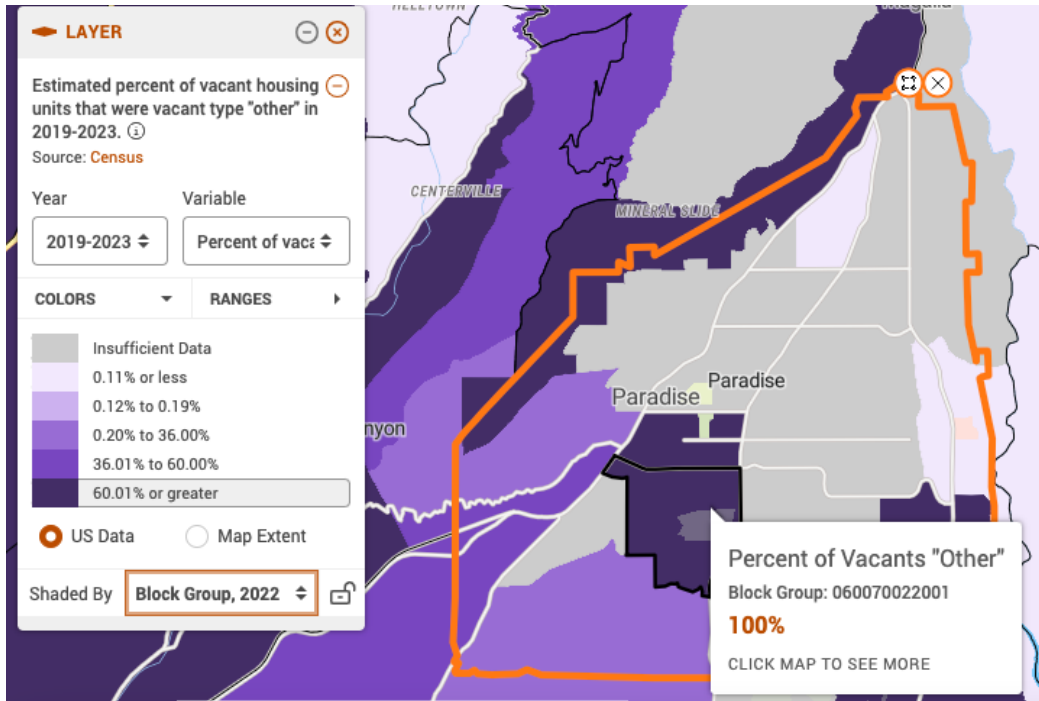 LAYER
Estimated percent of vacant housing
units that were vacant type "other" in
2019-2023.
Source: Census
Year
Variable
2019-2023
Percent of vaca
COLORS
RANGES
Insufficient Data
0.11% or less
0.12% to 0.19%
0.20% to 36.00%
36.01% to 60.00%
60.01% or greater
US Data
Map Extent
Shaded By
Block Group, 2022
CENTERVILLE
MINERAL SLIDE
Paradise
Paradise
nyon
Percent of Vacants "Other"
Block Group: 060070022001
100%
CLICK MAP TO SEE MORE